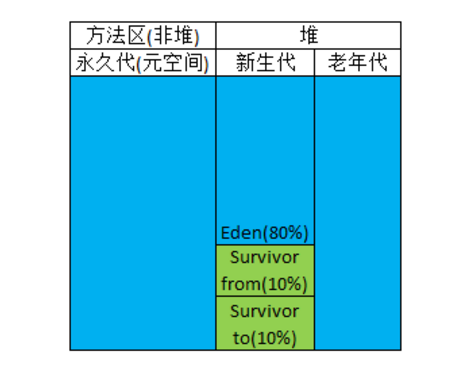 方法区(非堆) 堆
永久代(元空间) 新生代 老年代
Eden(80%)
Survivor
from(10%)
Survivor
to(10%)